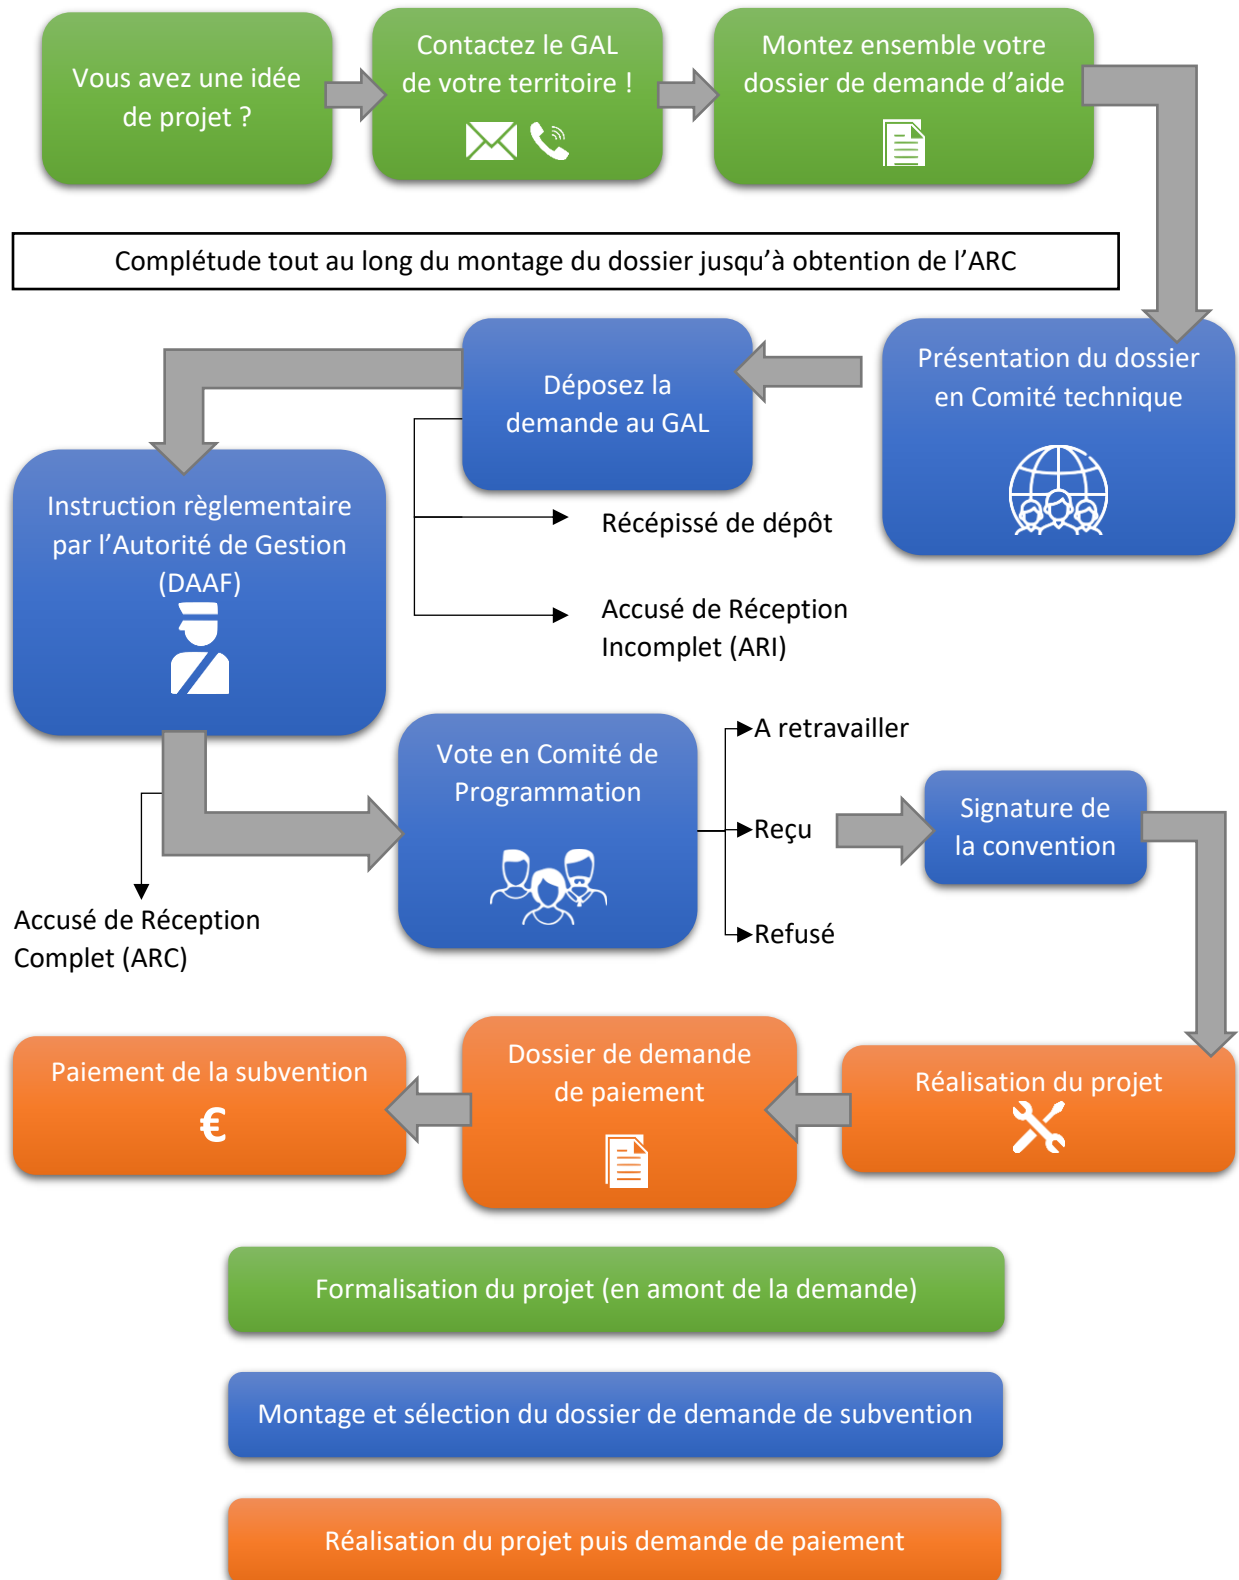 Vous avez une idée
de projet ?
Contactez le GAL
de votre territoire !
Montez ensemble votre
dossier de demande d’aide
Complétude tout au long du montage du dossier jusqu’à obtention de l’ARC
Présentation du dossier
en Comité technique
Déposez la
demande au GAL
Récépissé de dépôt
Accusé de Réception
Incomplet (ARI)
Instruction règlementaire
par l’Autorité de Gestion
(DAAF)
Accusé de Réception
Complet (ARC)
Vote en Comité de
Programmation
A retravailler
Reçu
Refusé
Signature de
la convention
Réalisation du projet
Dossier de demande
de paiement
Paiement de la subvention
€
Formalisation du projet (en amont de la demande)
Montage et sélection du dossier de demande de subvention
Réalisation du projet puis demande de paiement